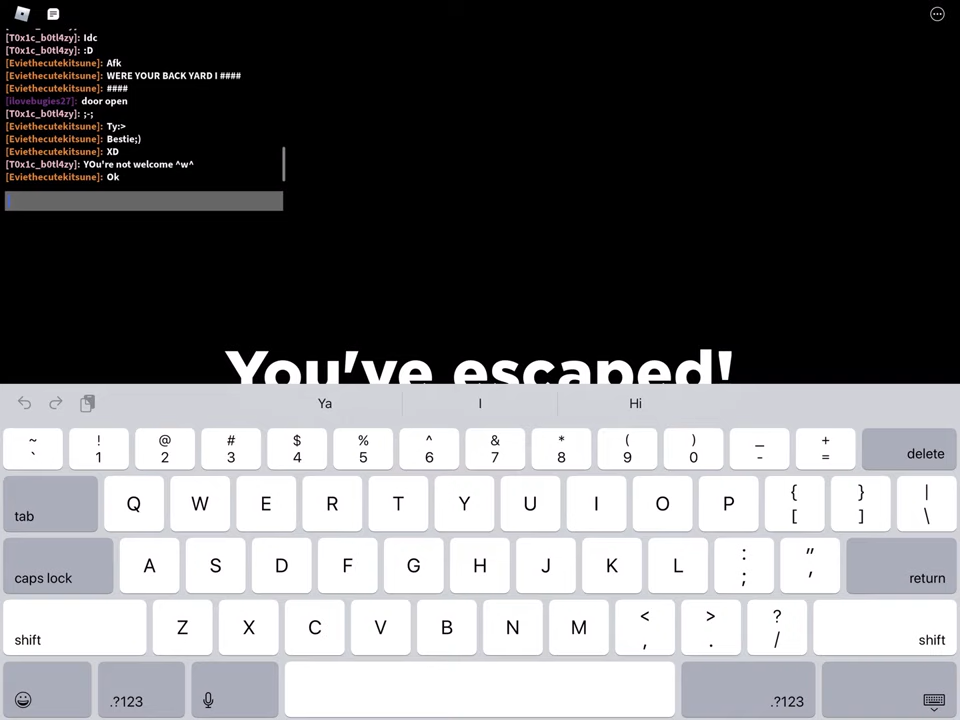 [T0x1c_b0tl4zy]: Idc
[T0x1c_b0tl4zy]: :D
[Eviethecutekitsune]: Afk
[Eviethecutekitsune]: WERE YOUR BACK YARD I ####
[Eviethecutekitsune]: ####
[ilovebugies27]: door open
[T0x1c_b0tl4zy]: ;-;
[Eviethecutekitsune]: Ty:>
[Eviethecutekitsune]: Bestie;)
[Eviethecutekitsune]: XD
[T0x1c_b0tl4zy]: YOu're not welcome ^w^
[Eviethecutekitsune]: Ok
You've escaped!
Ya I Hi
~ ! @ # $ % ^ & * ( ) _ +
` 1 2 3 4 5 6 7 8 9 0 - = delete
tab Q W E R T Y U I O P { [ } ] | \
caps lock A S D F G H J K L : ; " ' return
shift Z X C V B N M < , > . ? / shift
.?123 .?123